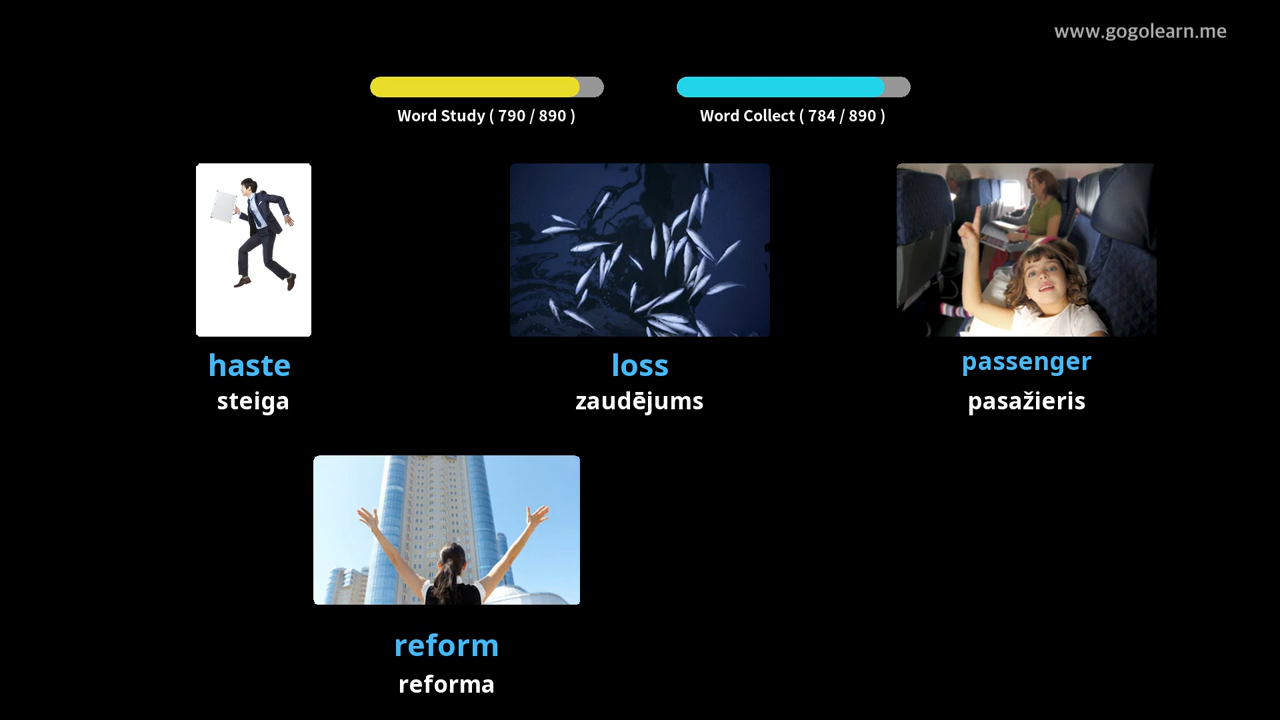 www.gogolearn.me
Word Study ( 790 / 890 )
Word Collect ( 784 / 890 )
haste
steiga
loss
zaudējums
passenger
pasažieris
reform
reforma